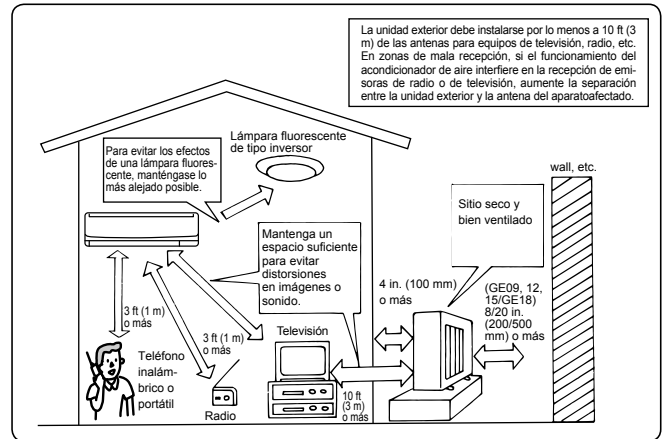 La unidad exterior debe instalarse por lo menos a 10 ft (3
m) de las antenas para equipos de televisión, radio, etc.
En zonas de mala recepción, si el funcionamiento del
acondicionador de aire interfiere en la recepción de emi-
soras de radio o de televisión, aumente la separación
entre la unidad exterior y la antena del aparatoafectado.
Lámpara fluorescente
de tipo inversor
Para evitar los efectos
de una lámpara fluores-
cente, manténgase lo
más alejado posible.
wall, etc.
Sitio seco y
bien ventilado
Mantenga un
espacio suficiente
para evitar
distorsiones
en imágenes o
sonido.
4 in. (100 mm)
o más
(GE09, 12,
15/GE18)
8/20 in.
(200/500
mm) o más
3 ft (1 m)
o más
3 ft (1 m)
o más
Televisión
Teléfono
inalám-
brico o
portátil
Radio
10 ft
(3 m)
o más